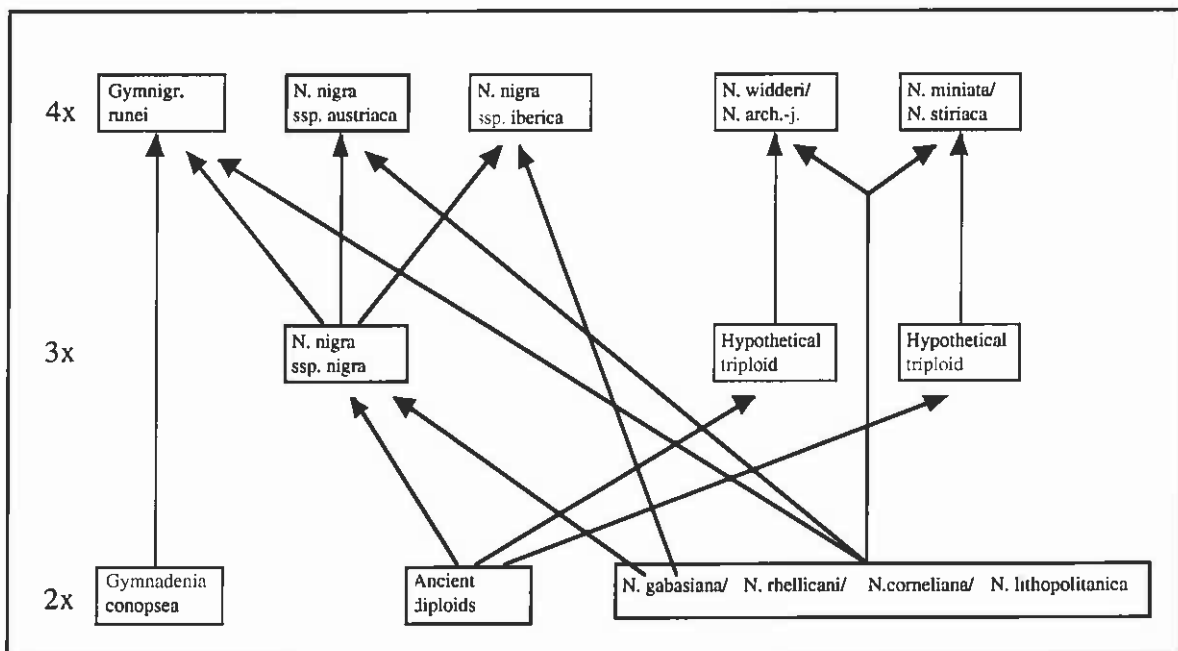 4x
Gymnigr.
runei
N. nigra
ssp. austriaca
N. nigra
ssp. iberica
N. widderi/
N. arch.-j.
N. miniata/
N. stiriaca
3x
N. nigra
ssp. nigra
Hypothetical
triploid
Hypothetical
triploid
2x
Gymnadenia
conopsea
Ancient
diploids
N. gabasiana/ N. rhellicani/ N.corneliana/ N. lithopolitanica